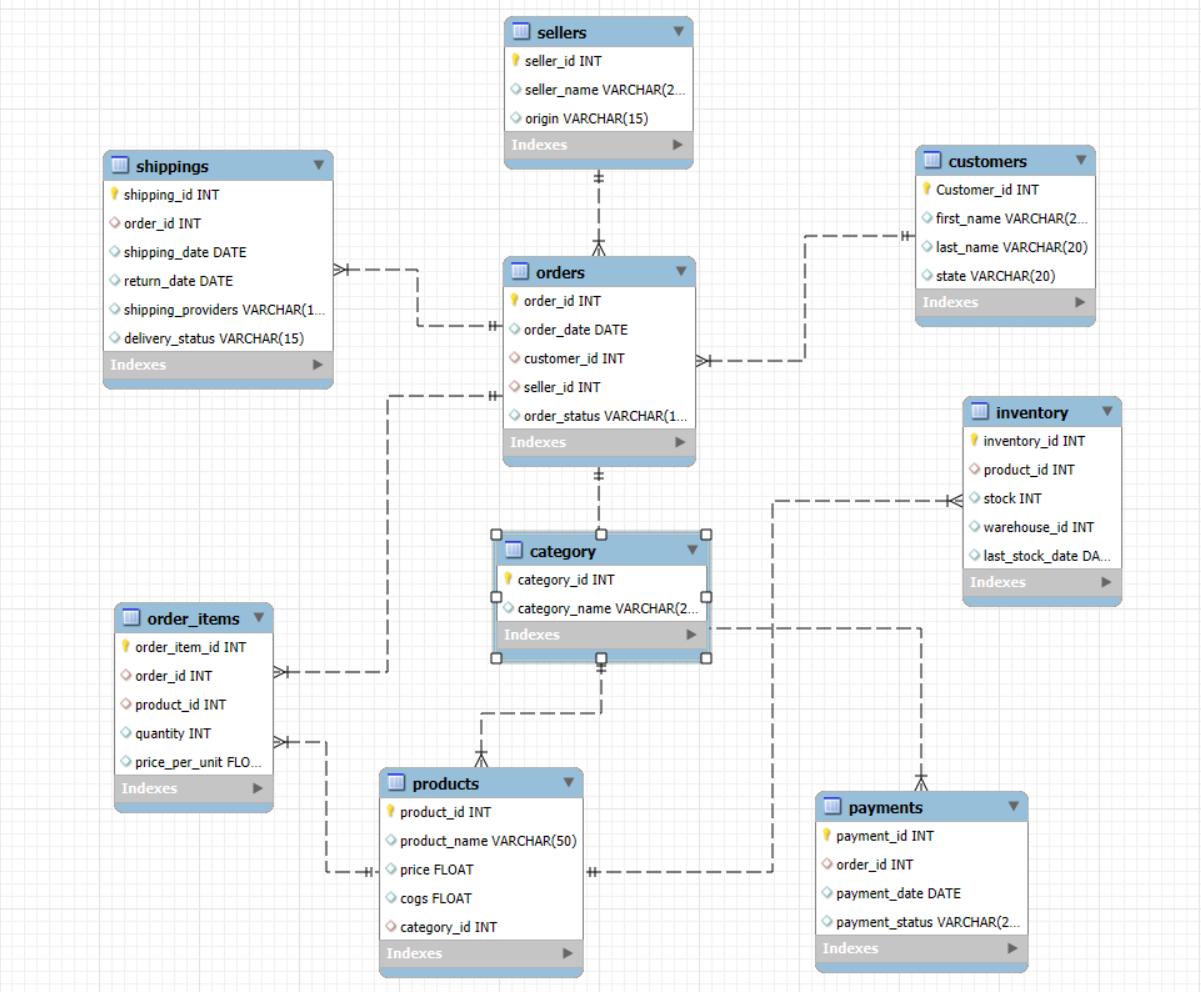 sellers
seller_id INT
seller_name VARCHAR(2...
origin VARCHAR(15)
Indexes
shippings
shipping_id INT
order_id INT
shipping_date DATE
return_date DATE
shipping_providers VARCHAR(1...
delivery_status VARCHAR(15)
Indexes
customers
Customer_id INT
first_name VARCHAR(2...
last_name VARCHAR(20)
state VARCHAR(20)
Indexes
orders
order_id INT
order_date DATE
customer_id INT
seller_id INT
order_status VARCHAR(1...
Indexes
inventory
inventory_id INT
product_id INT
stock INT
warehouse_id INT
last_stock_date DA...
Indexes
category
category_id INT
category_name VARCHAR(2...
Indexes
order_items
order_item_id INT
order_id INT
product_id INT
quantity INT
price_per_unit FLO...
Indexes
products
product_id INT
product_name VARCHAR(50)
price FLOAT
cogs FLOAT
category_id INT
Indexes
payments
payment_id INT
order_id INT
payment_date DATE
payment_status VARCHAR(2...
Indexes